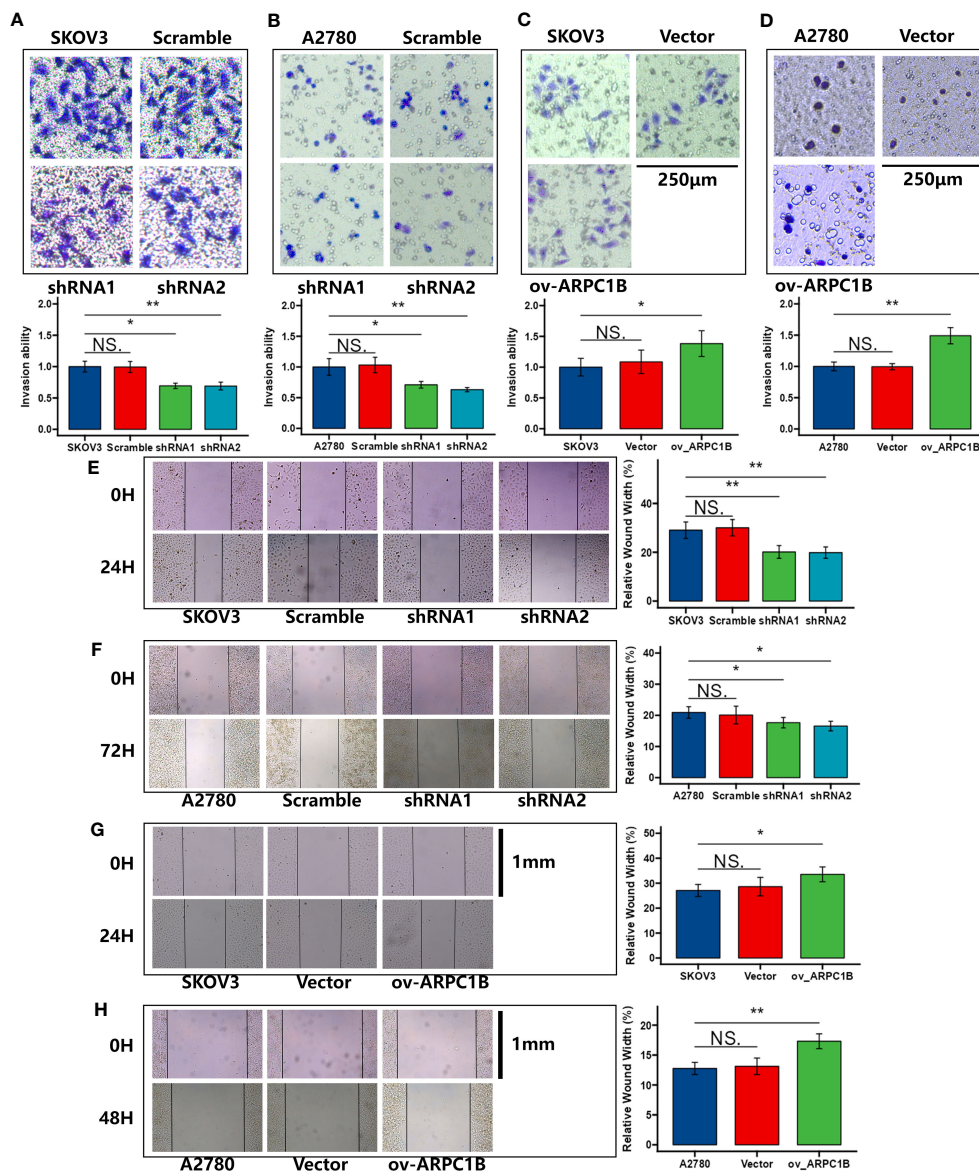 A
SKOV3 Scramble
shRNA1 shRNA2
Invasion ability
2.0
1.5
1.0
0.5
0.0
**
*
NS.
SKOV3 Scramble shRNA1 shRNA2
B
A2780 Scramble
shRNA1 shRNA2
Invasion ability
2.0
1.5
1.0
0.5
0.0
**
*
NS.
A2780 Scramble shRNA1 shRNA2
C
SKOV3 Vector
250μm
ov-ARPC1B
Invasion ability
2.0
1.5
1.0
0.5
0.0
*
NS.
SKOV3 Vector ov_ARPC1B
D
A2780 Vector
250μm
ov-ARPC1B
Invasion ability
2.0
1.5
1.0
0.5
0.0
**
NS.
A2780 Vector ov_ARPC1B
E
0H
24H
SKOV3 Scramble shRNA1 shRNA2
Relative Wound Width (%)
40
20
0
**
**
NS.
SKOV3 Scramble shRNA1 shRNA2
F
0H
72H
A2780 Scramble shRNA1 shRNA2
Relative Wound Width (%)
40
30
20
10
0
*
*
NS.
A2780 Scramble shRNA1 shRNA2
G
0H
1mm
24H
SKOV3 Vector ov-ARPC1B
Relative Wound Width (%)
50
40
30
20
10
0
*
NS.
SKOV3 Vector ov_ARPC1B
H
0H
1mm
48H
A2780 Vector ov-ARPC1B
Relative Wound Width (%)
20
15
10
5
0
**
NS.
A2780 Vector ov_ARPC1B